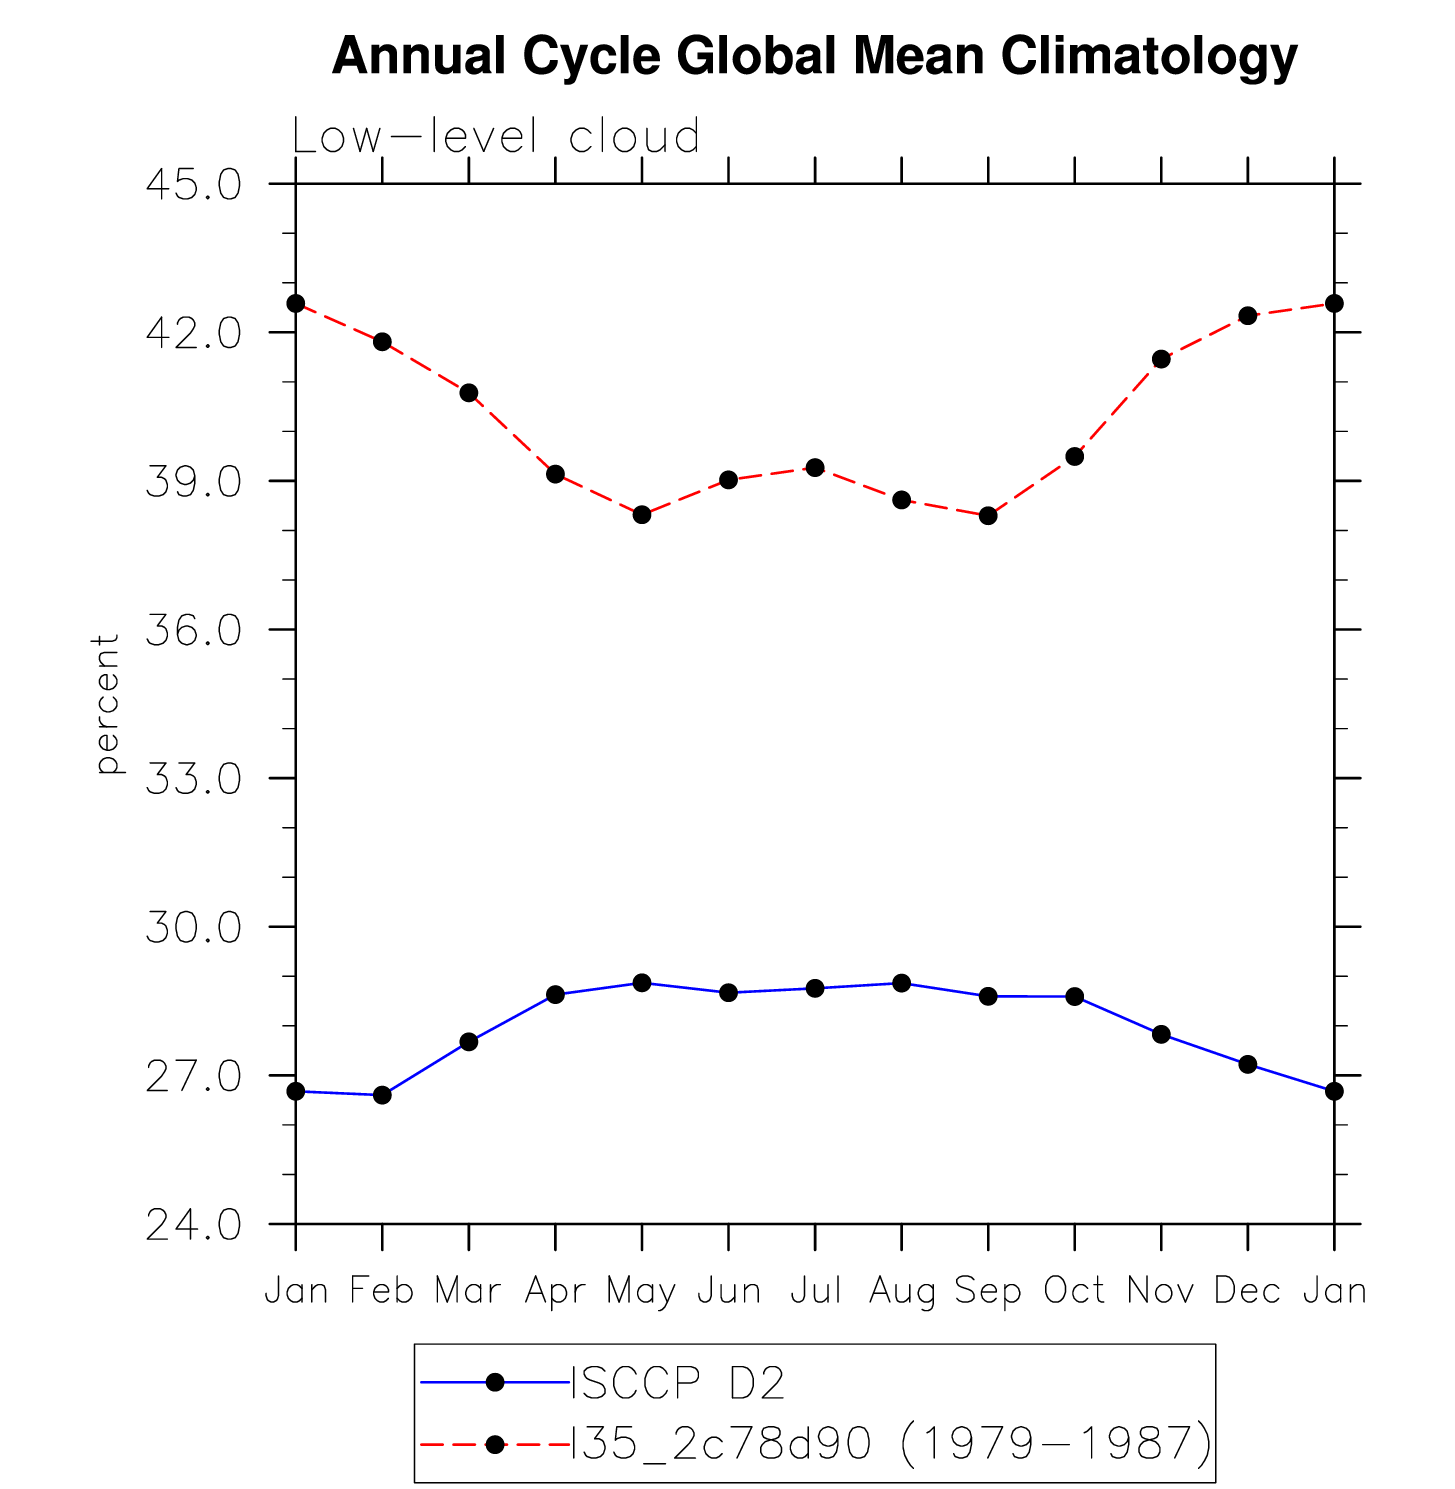 Annual Cycle Global Mean Climatology
Low-level cloud
45.0
42.0
39.0
36.0
33.0
30.0
27.0
24.0
percent
Jan Feb Mar Apr May Jun Jul Aug Sep Oct Nov Dec Jan
ISCCP D2
I35_2c78d90 (1979-1987)